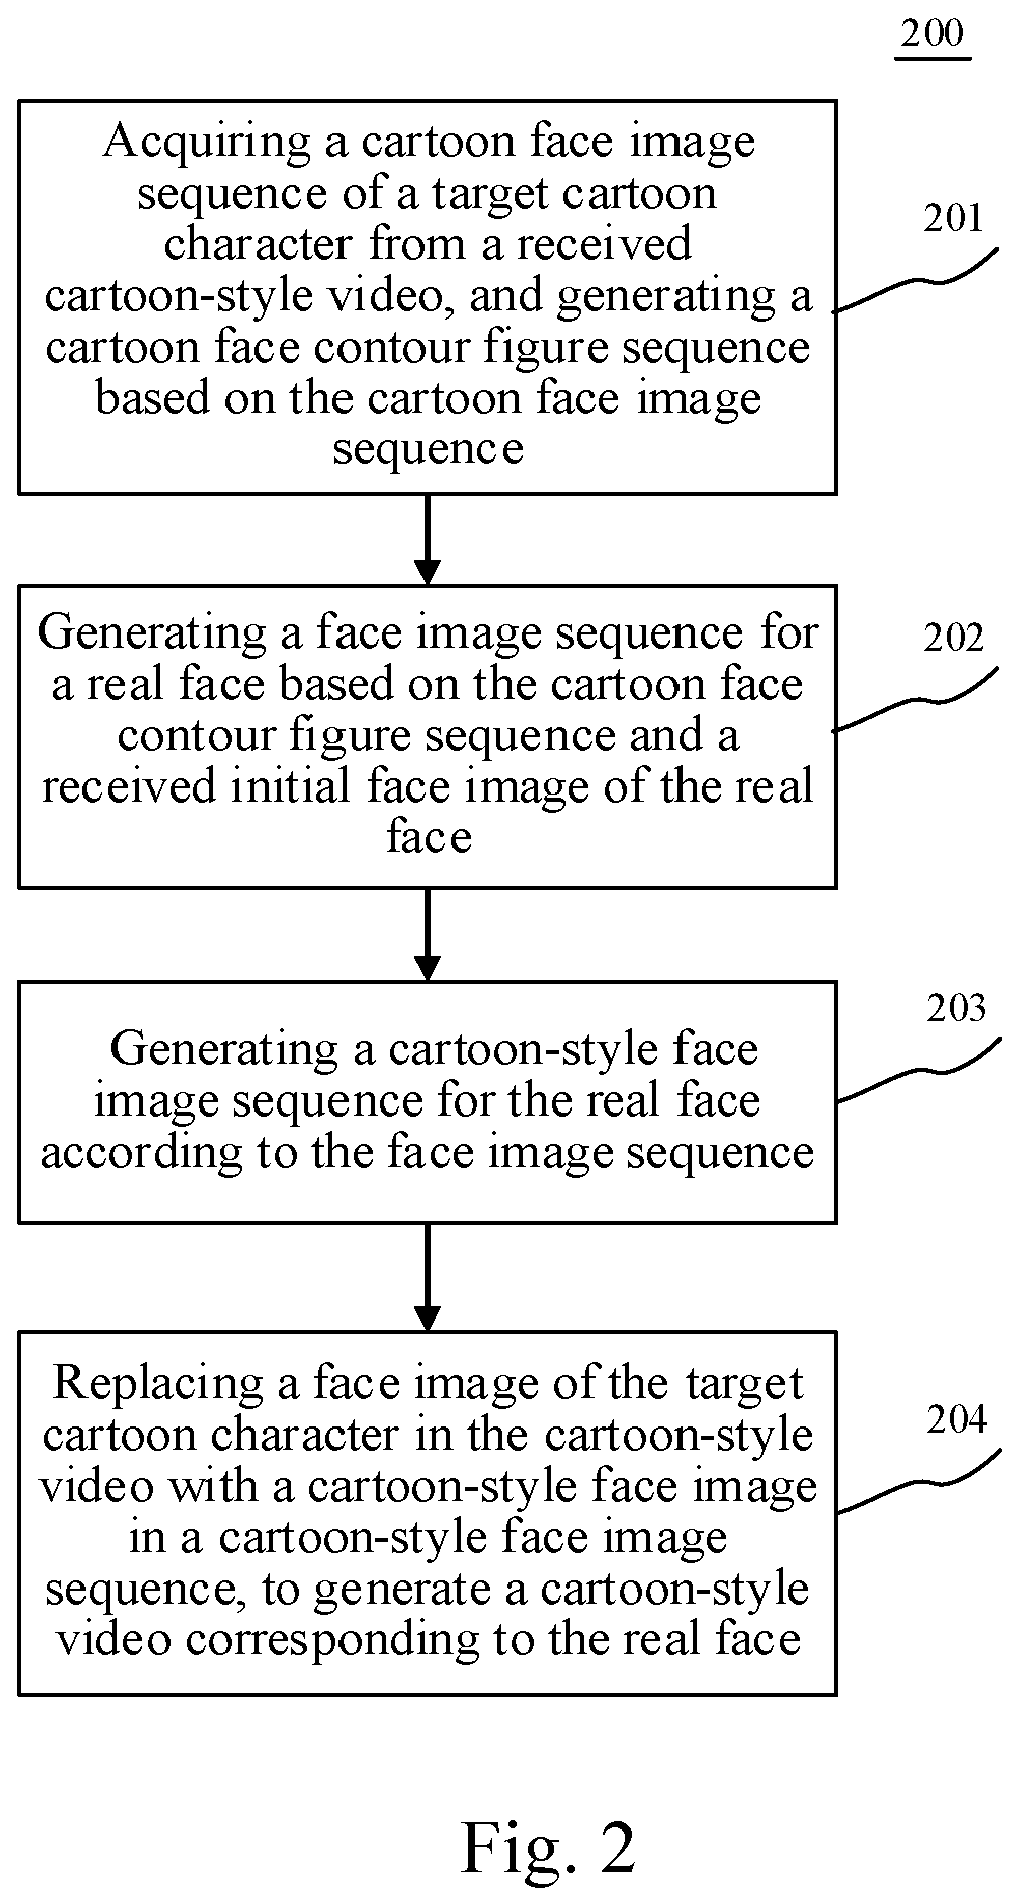 200
Acquiring a cartoon face image
sequence of a target cartoon
character from a received
cartoon-style video, and generating a
cartoon face contour figure sequence
based on the cartoon face image
sequence
201
Generating a face image sequence for
a real face based on the cartoon face
contour figure sequence and a
received initial face image of the real
face
202
Generating a cartoon-style face
image sequence for the real face
according to the face image sequence
203
Replacing a face image of the target
cartoon character in the cartoon-style
video with a cartoon-style face image
in a cartoon-style face image
sequence, to generate a cartoon-style
video corresponding to the real face
204
Fig. 2